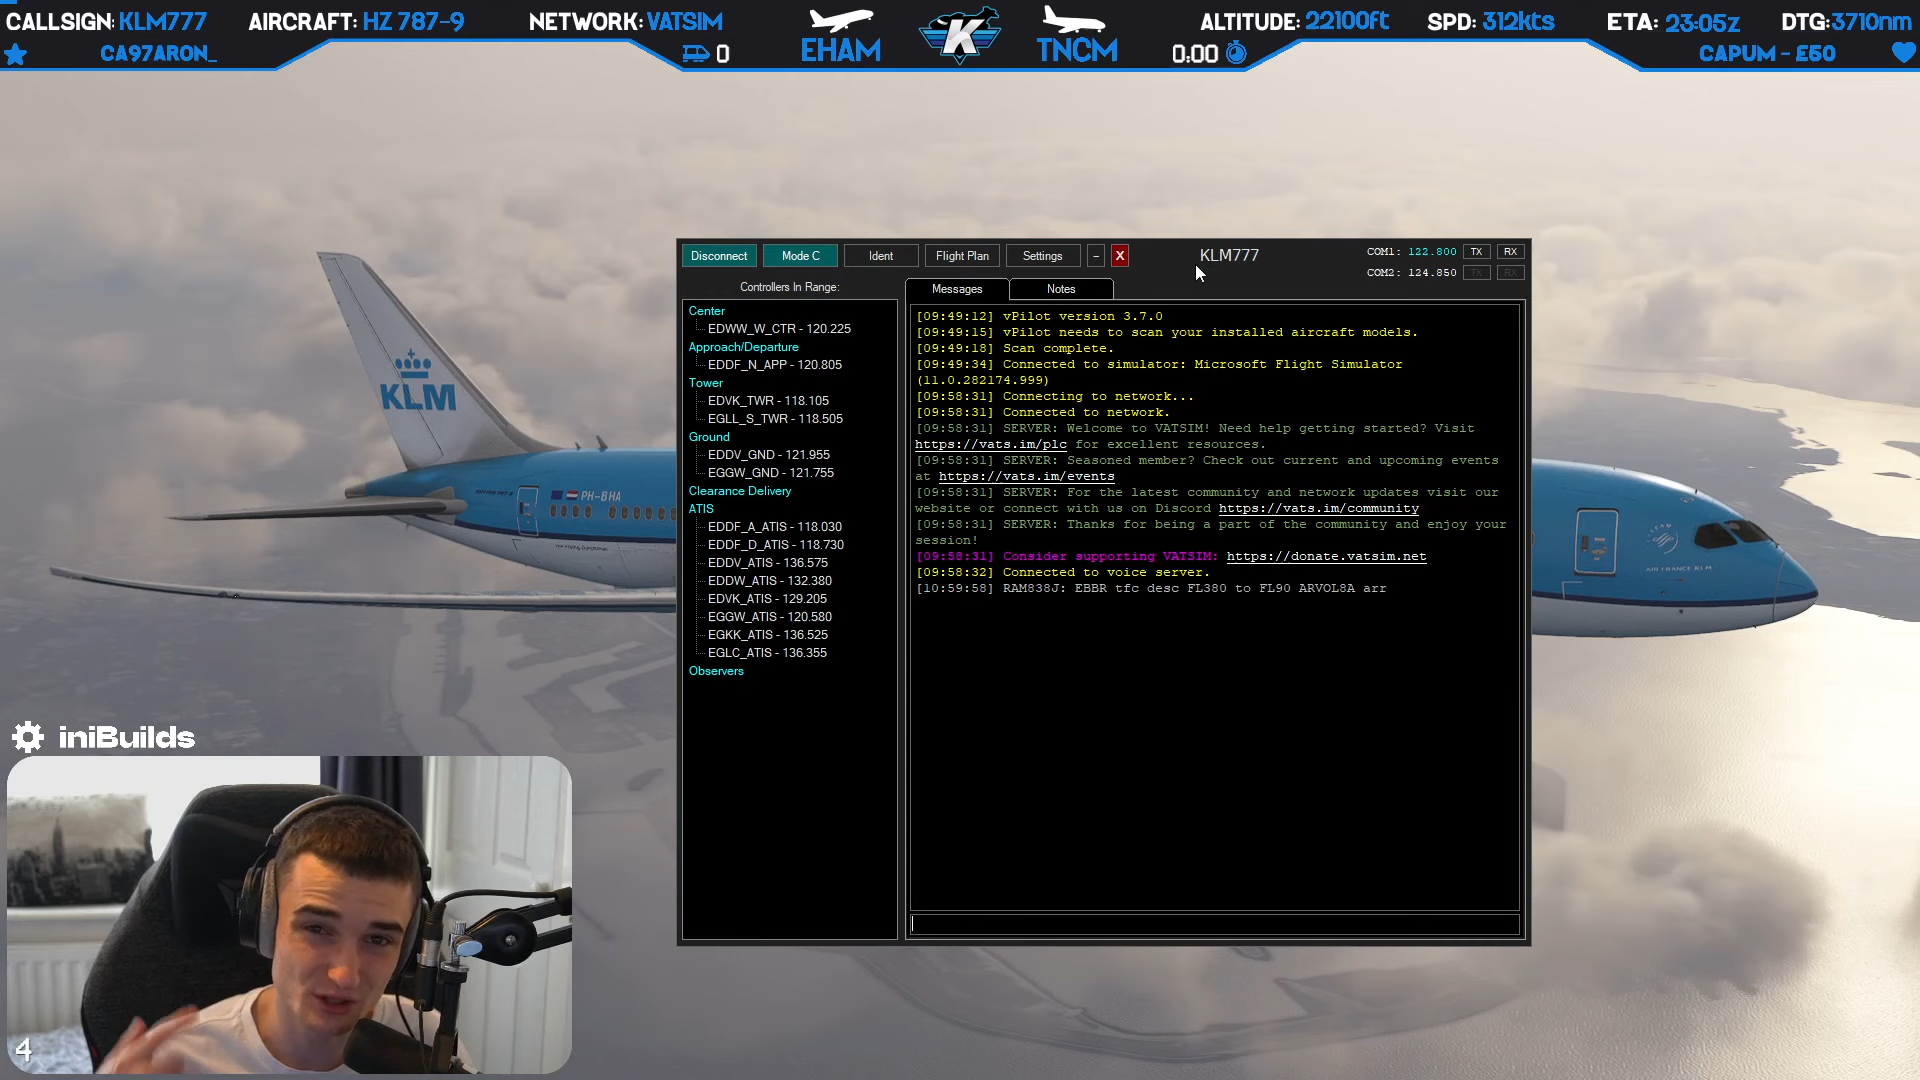 CALLSIGN: KLM777
AIRCRAFT: HZ 787-9
NETWORK: VATSIM
EHAM
K
TNCM
ALTITUDE: 22100ft
SPD: 312kts
ETA: 23:05z
DTG:3710nm
CA97ARON_
0
0:00
CAPUM - £50
Disconnect
Mode C
Ident
Flight Plan
Settings
–
X
KLM777
COM1: 122.800 TX RX
COM2: 124.850 TX RX
Controllers In Range:
Center
EDWW_W_CTR - 120.225
Approach/Departure
EDDF_N_APP - 120.805
Tower
EDVK_TWR - 118.105
EGLL_S_TWR - 118.505
Ground
EDDV_GND - 121.955
EGGW_GND - 121.755
Clearance Delivery
ATIS
EDDF_A_ATIS - 118.030
EDDF_D_ATIS - 118.730
EDDV_ATIS - 136.575
EDDW_ATIS - 132.380
EDVK_ATIS - 129.205
EGGW_ATIS - 120.580
EGKK_ATIS - 136.525
EGLC_ATIS - 136.355
Observers
Messages
Notes
[09:49:12] vPilot version 3.7.0
[09:49:15] vPilot needs to scan your installed aircraft models.
[09:49:18] Scan complete.
[09:49:34] Connected to simulator: Microsoft Flight Simulator
(11.0.282174.999)
[09:58:31] Connecting to network...
[09:58:31] Connected to network.
[09:58:31] SERVER: Welcome to VATSIM! Need help getting started? Visit
https://vats.im/plc for excellent resources.
[09:58:31] SERVER: Seasoned member? Check out current and upcoming events
at https://vats.im/events
[09:58:31] SERVER: For the latest community and network updates visit our
website or connect with us on Discord https://vats.im/community
[09:58:31] SERVER: Thanks for being a part of the community and enjoy your
session!
[09:58:31] Consider supporting VATSIM: https://donate.vatsim.net
[09:58:32] Connected to voice server.
[10:59:58] RAM838J: EBBR tfc desc FL380 to FL90 ARVOL8A arr
KLM
PH-BHA
AIR FRANCE KLM
iniBuilds
4